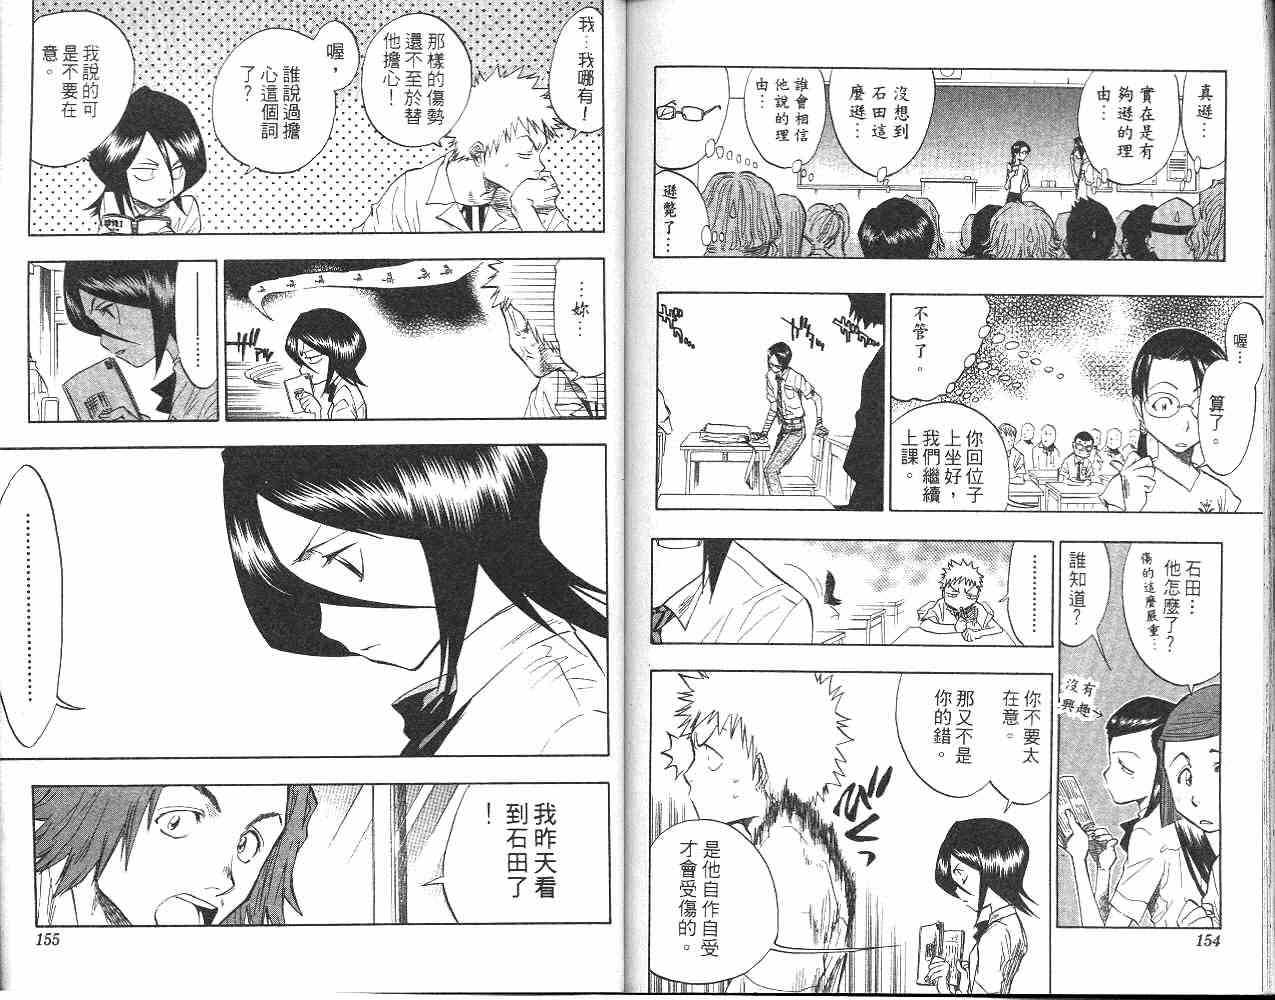 真遜…
實在是有
夠遜的理
由…
沒想到
石田這
麼遜…
誰會相信
他說的理
由…
遜斃了…
喔…
算了。
不管了。
你回位子
上坐好,
我們繼續
上課。
石田…
他怎麼了?
傷的這麼嚴重…
誰知道?
沒有
興趣
…………
你不要太
在意。
那又不是
你的錯。
是他自作自受
才會受傷的。
154
我…我哪有!
那樣的傷勢
還不至於替
他擔心!
喔,
誰說過擔
心這個詞
了?
我說的可
是不要在
意。
…妳…
…………
…………
我昨天看
到石田了
!
155